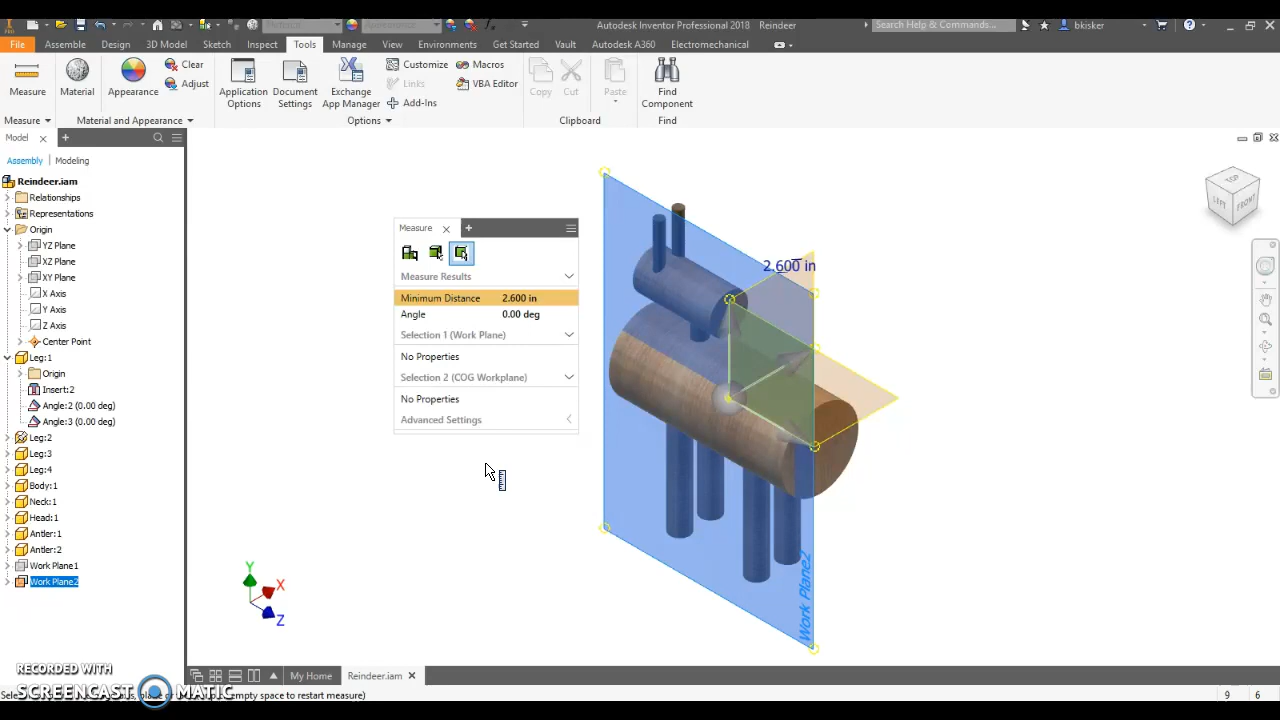 Autodesk Inventor Professional 2018 Reindeer
Search Help & Commands...
bkisker
File Assembly Design 3D Model Sketch Inspect Tools Manage View Environments Get Started Vault Autodesk A360 Electromechanical
Measure
Material
Appearance
Clear
Adjust
Application Options
Document Settings
Exchange App Manager
Customize
Links
Add-Ins
Macros
VBA Editor
Copy
Cut
Paste
Find Component
Measure
Material and Appearance
Options
Clipboard
Find
Model
Assembly Modeling
Reindeer.iam
Relationships
Representations
Origin
YZ Plane
XZ Plane
XY Plane
X Axis
Y Axis
Z Axis
Center Point
Leg:1
Origin
Insert:2
Angle:2 (0.00 deg)
Angle:3 (0.00 deg)
Leg:2
Leg:3
Leg:4
Body:1
Neck:1
Head:1
Antler:1
Antler:2
Work Plane1
Work Plane2
Measure
Measure Results
Minimum Distance 2.600 in
Angle 0.00 deg
Selection 1 (Work Plane)
No Properties
Selection 2 (COG Workplane)
No Properties
Advanced Settings
2.600 in
Work Plane2
TOP
LEFT
FRONT
Y
X
Z
My Home
Reindeer.iam
RECORDED WITH
SCREENCAST MATIC
empty space to restart measure)
9 6